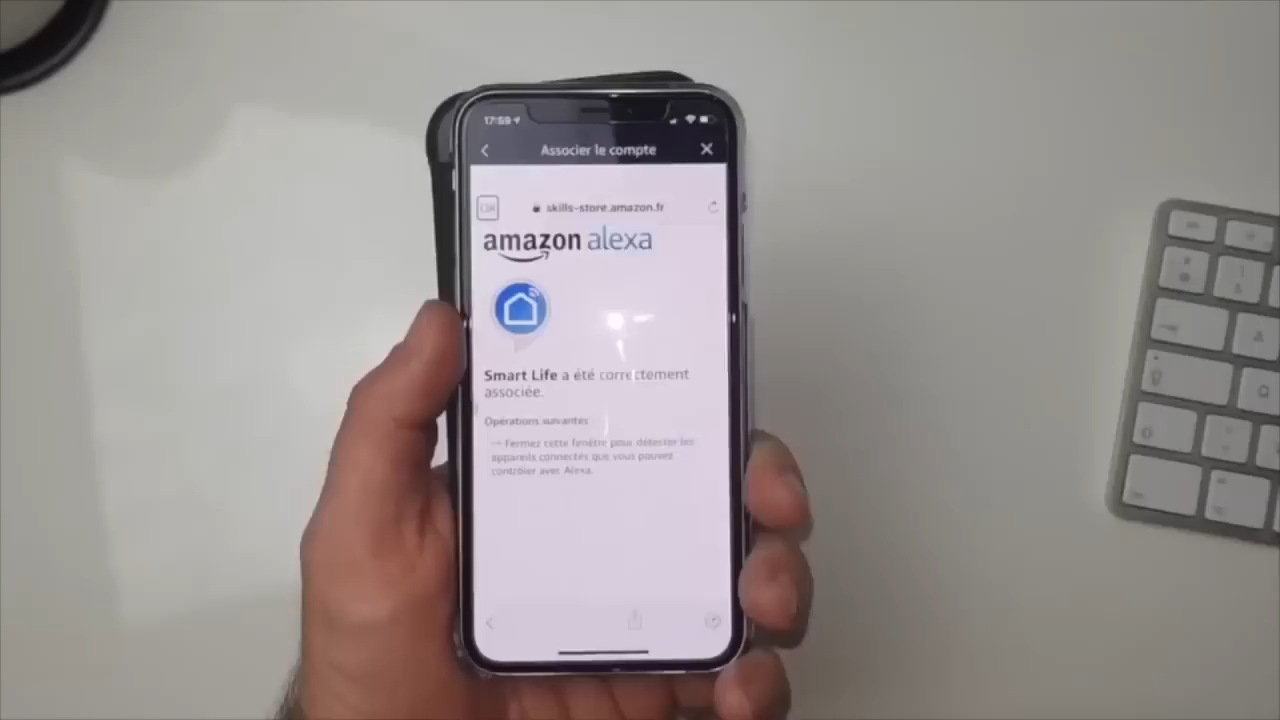 17:59
Associer le compte
skills-store.amazon.fr
amazon alexa
Smart Life a été correctement
associée.
Opérations suivantes
Fermez cette fenêtre pour détecter les
appareils connectés que vous pouvez
contrôler avec Alexa.